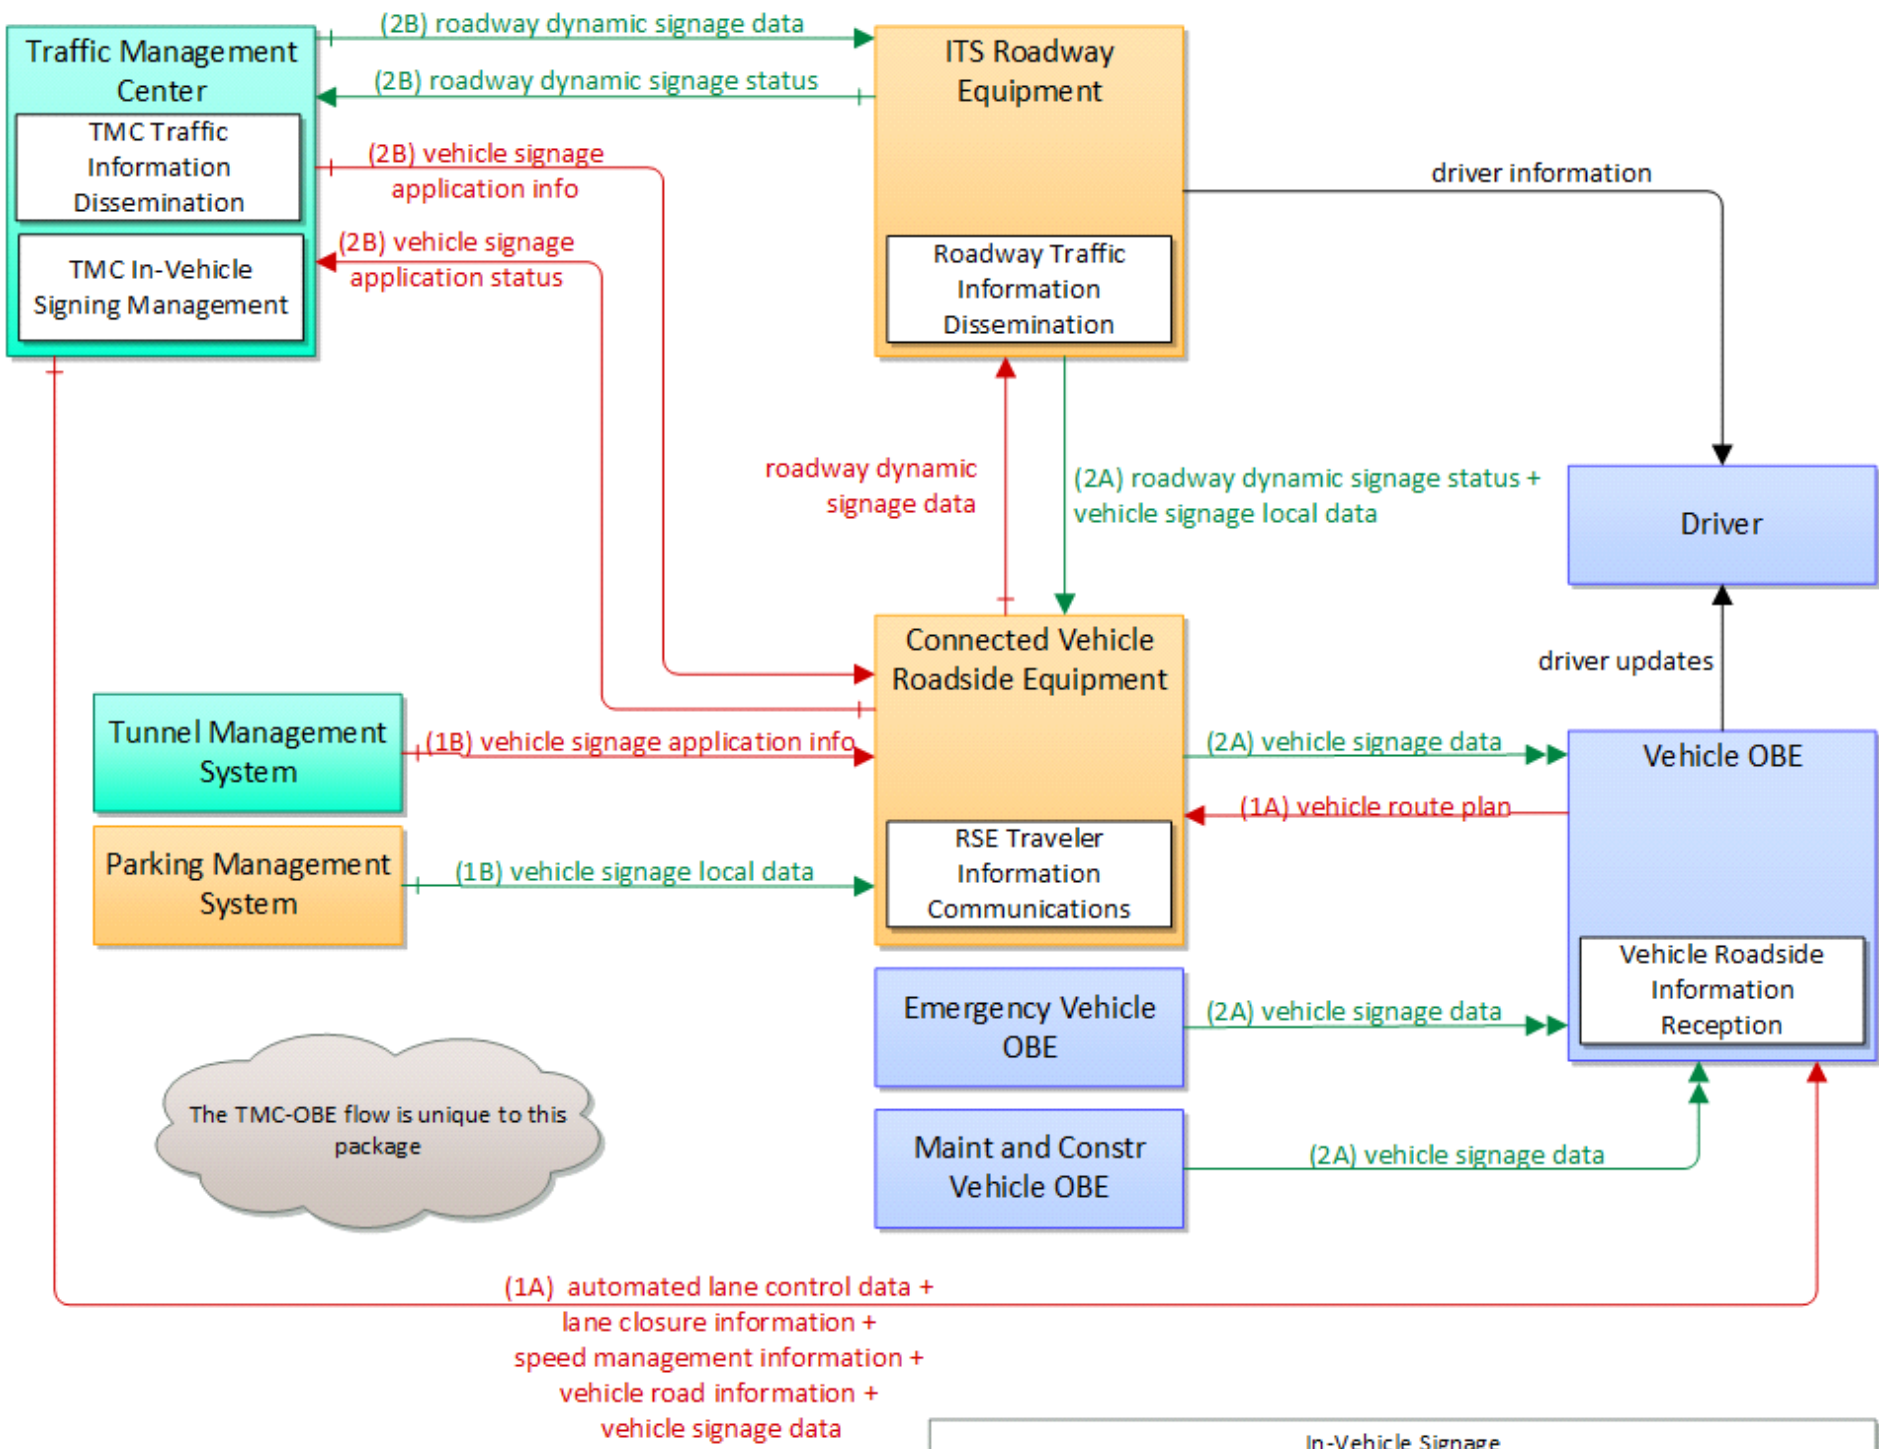 (2B) roadway dynamic signage data
Traffic Management
Center
ITS Roadway
Equipment
(2B) roadway dynamic signage status
TMC Traffic
Information
Dissemination
(2B) vehicle signage
application info
driver information
TMC In-Vehicle
Signing Management
(2B) vehicle signage
application status
Roadway Traffic
Information
Dissemination
roadway dynamic
signage data
(2A) roadway dynamic signage status +
vehicle signage local data
Driver
Connected Vehicle
Roadside Equipment
driver updates
Tunnel Management
System
(1B) vehicle signage application info
(2A) vehicle signage data
Vehicle OBE
(1A) vehicle route plan
Parking Management
System
(1B) vehicle signage local data
RSE Traveler
Information
Communications
Vehicle Roadside
Information
Reception
Emergency Vehicle
OBE
(2A) vehicle signage data
The TMC-OBE flow is unique to this
package
Maint and Constr
Vehicle OBE
(2A) vehicle signage data
(1A) automated lane control data +
lane closure information +
speed management information +
vehicle road information +
vehicle signage data
In-Vehicle Signage